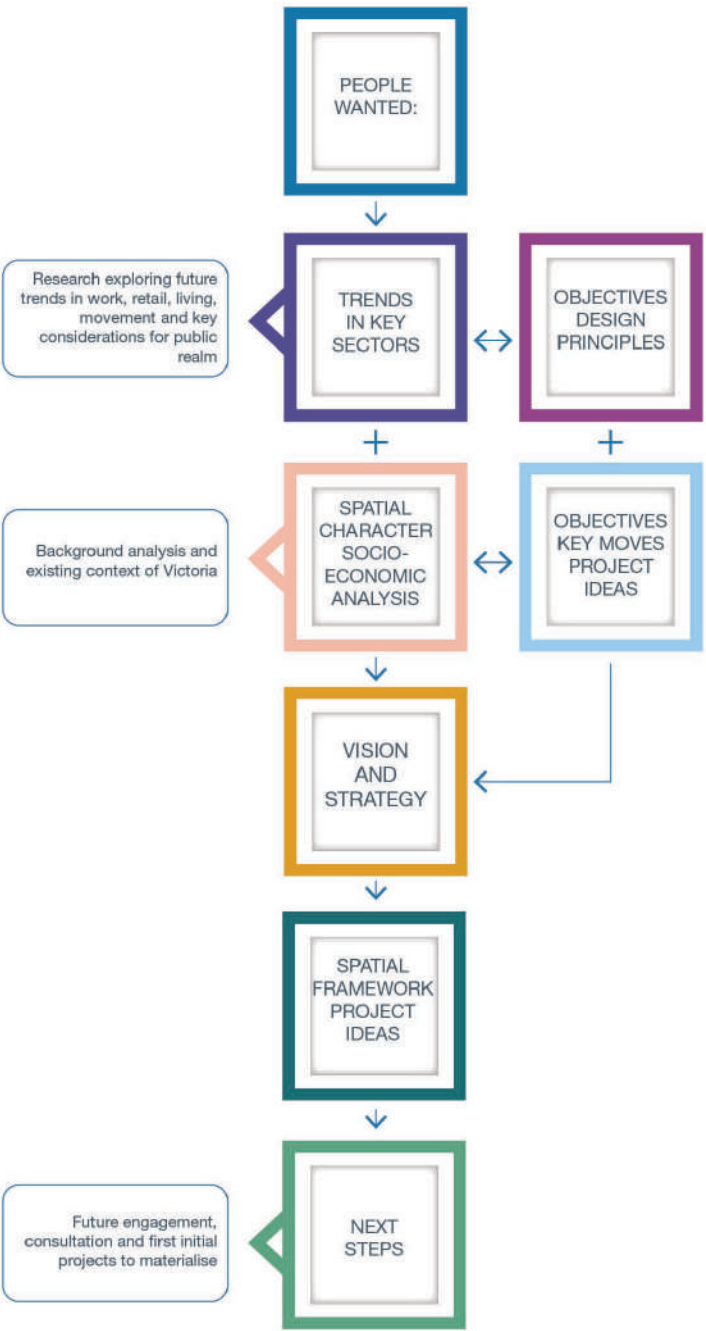 PEOPLE
WANTED:
Research exploring future
trends in work, retail, living,
movement and key
considerations for public
realm
TRENDS
IN KEY
SECTORS
OBJECTIVES
DESIGN
PRINCIPLES
Background analysis and
existing context of Victoria
SPATIAL
CHARACTER
SOCIO-
ECONOMIC
ANALYSIS
OBJECTIVES
KEY MOVES
PROJECT
IDEAS
VISION
AND
STRATEGY
SPATIAL
FRAMEWORK
PROJECT
IDEAS
Future engagement,
consultation and first initial
projects to materialise
NEXT
STEPS